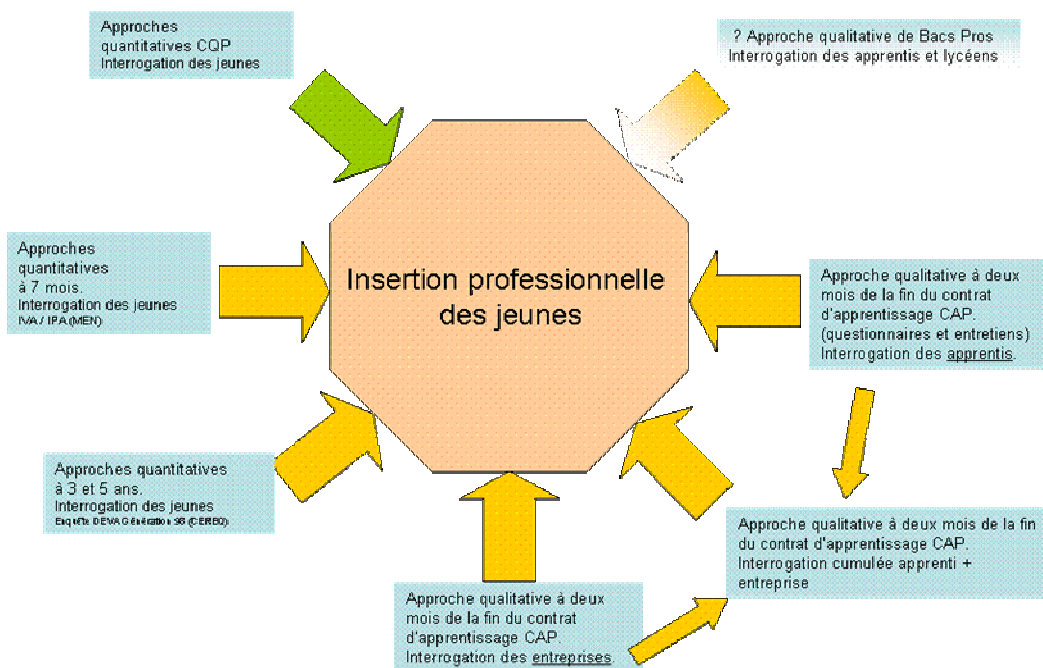 Approches
quantitatives CQP
Interrogation des jeunes
? Approche qualitative de Bacs Pros
Interrogation des apprentis et lycéens
Approches
quantitatives
à 7 mois.
Interrogation des jeunes
IVA / IPA (MEN)
Insertion professionnelle
des jeunes
Approche qualitative à deux
mois de la fin du contrat
d'apprentissage CAP.
(questionnaires et entretiens)
Interrogation des apprentis.
Approches quantitatives
à 3 et 5 ans.
Interrogation des jeunes
Enquête DEVA Génération 98 (CEREQ)
Approche qualitative à deux mois de la fin
du contrat d'apprentissage CAP.
Interrogation cumulée apprenti +
entreprise
Approche qualitative à deux
mois de la fin du contrat
d'apprentissage CAP.
Interrogation des entreprises.